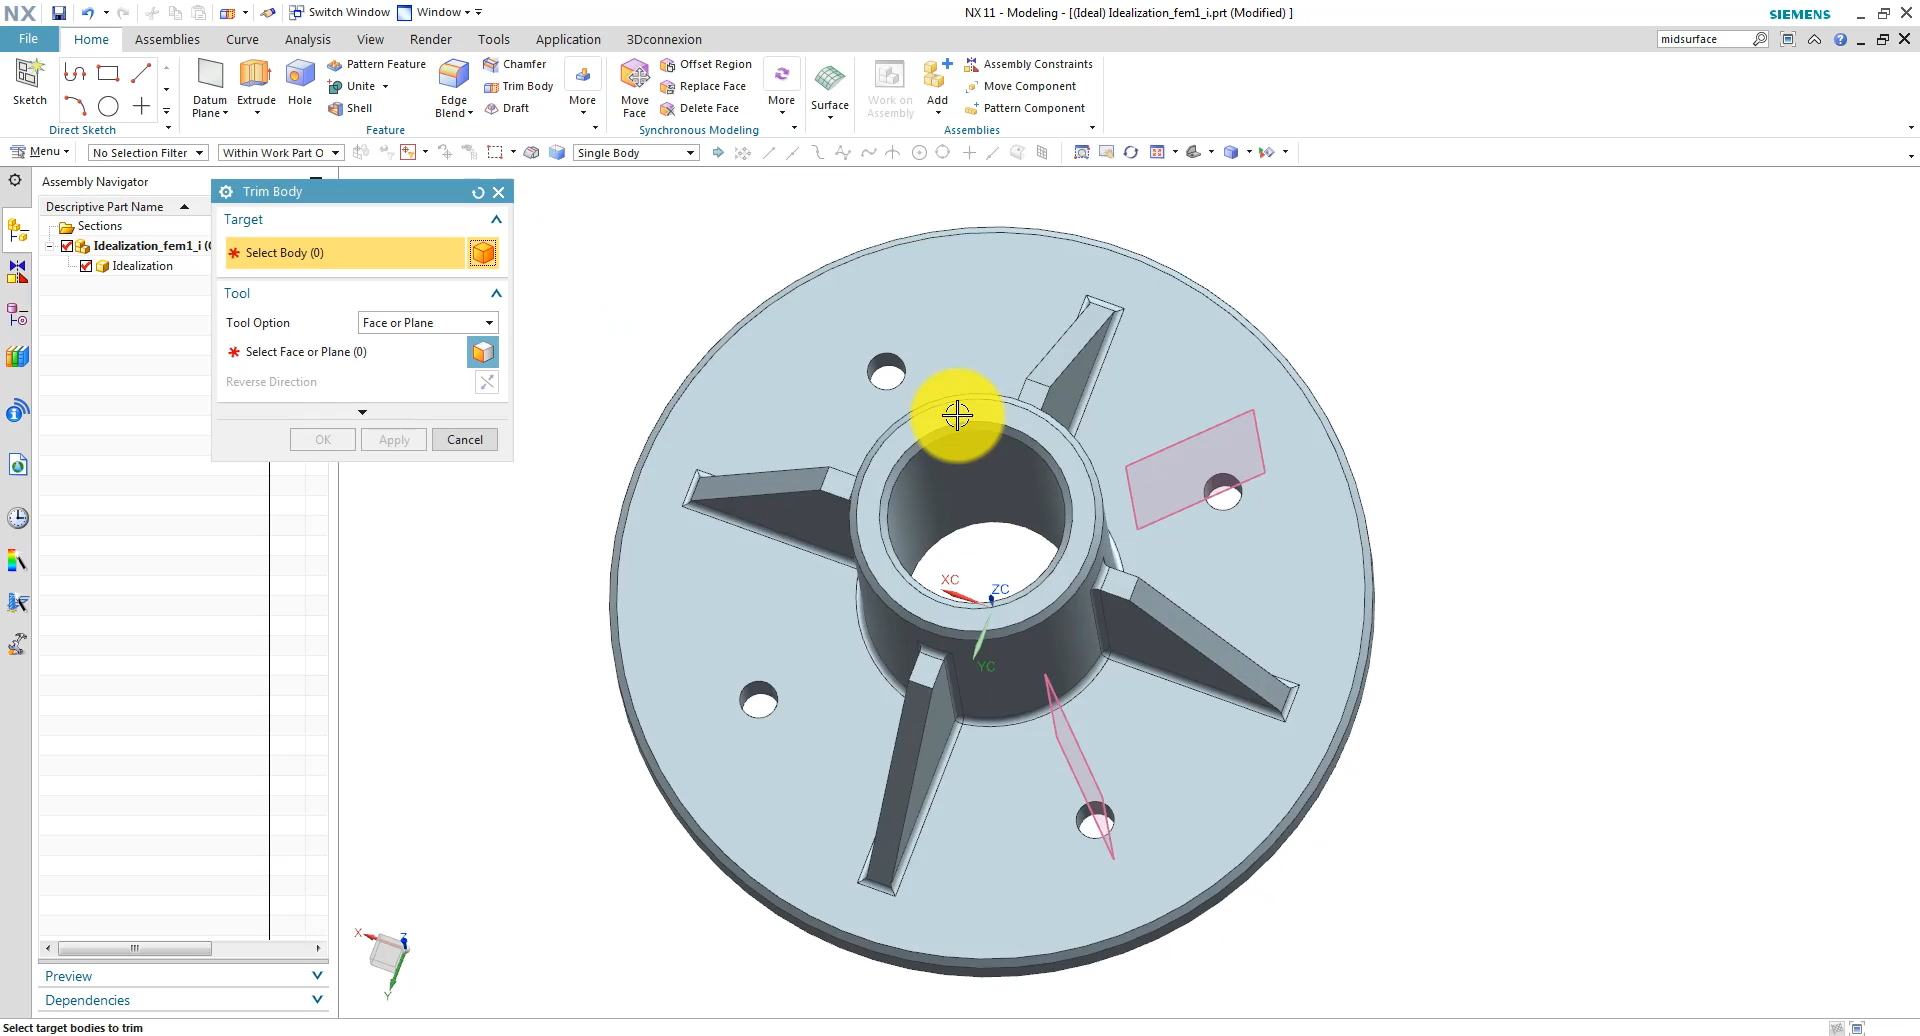 NX
Switch Window
Window
NX 11 - Modeling - [(Ideal) Idealization_fem1_i.prt (Modified) ]
SIEMENS
File
Home
Assemblies
Curve
Analysis
View
Render
Tools
Application
3Dconnexion
midsurface
Sketch
Direct Sketch
Datum Plane
Extrude
Hole
Pattern Feature
Unite
Shell
Edge Blend
Chamfer
Trim Body
Draft
More
Feature
Move Face
Offset Region
Replace Face
Delete Face
More
Synchronous Modeling
Surface
Work on Assembly
Add
Assembly Constraints
Move Component
Pattern Component
Assemblies
Menu
No Selection Filter
Within Work Part O
Single Body
Assembly Navigator
Descriptive Part Name
Sections
Idealization_fem1_i (
Idealization
Trim Body
Target
Select Body (0)
Tool
Tool Option
Face or Plane
Select Face or Plane (0)
Reverse Direction
OK
Apply
Cancel
XC
ZC
YC
X
Z
Y
Preview
Dependencies
Select target bodies to trim